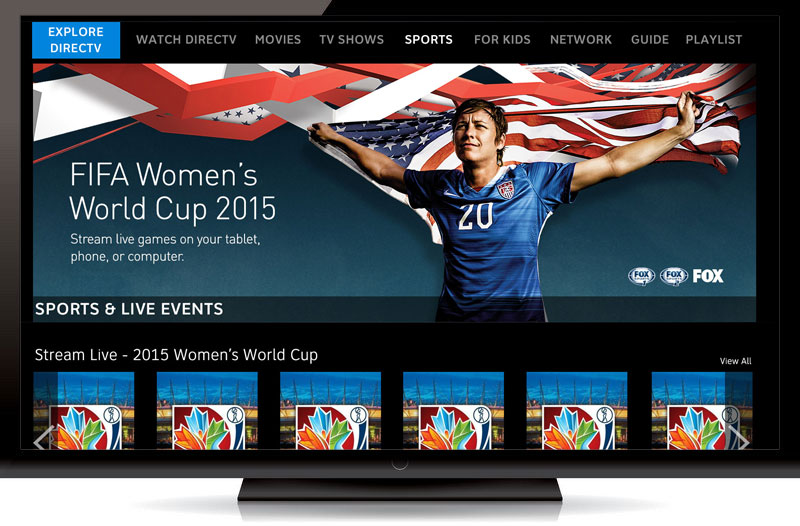 EXPLORE
DIRECTV
WATCH DIRECTV
MOVIES
TV SHOWS
SPORTS
FOR KIDS
NETWORK
GUIDE
PLAYLIST
FIFA Women's
World Cup 2015
Stream live games on your tablet,
phone, or computer.
20
FOX
FOX
FOX
SPORTS & LIVE EVENTS
Stream Live - 2015 Women's World Cup
View All